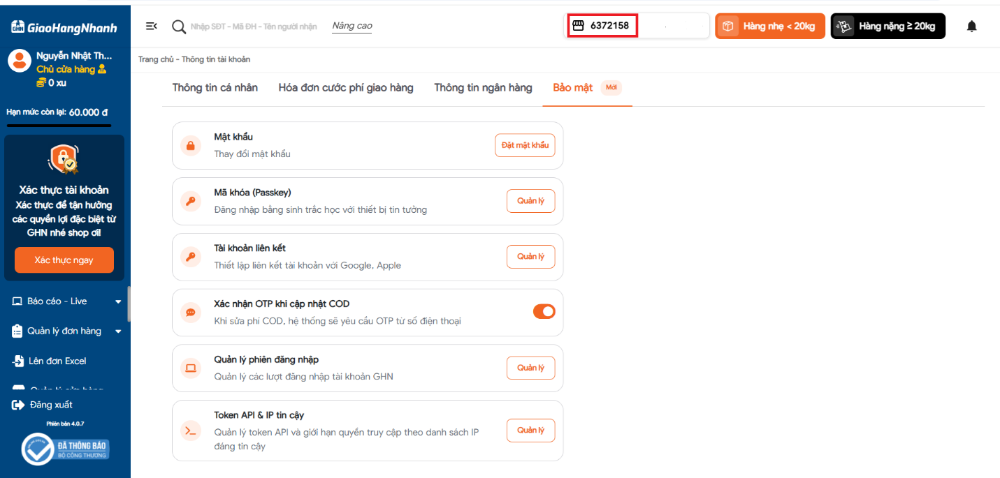 GHN GiaoHangNhanh
Nguyễn Nhật Th...
Chủ cửa hàng
0 xu
Hạn mức còn lại: 60.000 đ
Xác thực tài khoản
Xác thực để tận hưởng
các quyền lợi đặc biệt từ
GHN nhé shop ơi!
Xác thực ngay
Báo cáo - Live
Quản lý đơn hàng
Lên đơn Excel
Quản lý cửa hàng
Đăng xuất
Phiên bản 4.0.7
ĐÃ THÔNG BÁO
BỘ CÔNG THƯƠNG
Nhập SĐT - Mã ĐH - Tên người nhận
Nâng cao
6372158
Hàng nhẹ < 20kg
Hàng nặng ≥ 20kg
Trang chủ - Thông tin tài khoản
Thông tin cá nhân
Hóa đơn cước phí giao hàng
Thông tin ngân hàng
Bảo mật
Mới
Mật khẩu
Thay đổi mật khẩu
Đặt mật khẩu
Mã khóa (Passkey)
Đăng nhập bằng sinh trắc học với thiết bị tin tưởng
Quản lý
Tài khoản liên kết
Thiết lập liên kết tài khoản với Google, Apple
Quản lý
Xác nhận OTP khi cập nhật COD
Khi sửa phí COD, hệ thống sẽ yêu cầu OTP từ số điện thoại
Quản lý phiên đăng nhập
Quản lý các lượt đăng nhập tài khoản GHN
Quản lý
Token API & IP tin cậy
Quản lý token API và giới hạn quyền truy cập theo danh sách IP
đáng tin cậy
Quản lý